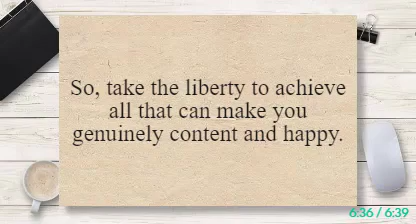 So, take the liberty to achieve
all that can make you
genuinely content and happy.
6:36 / 6:39